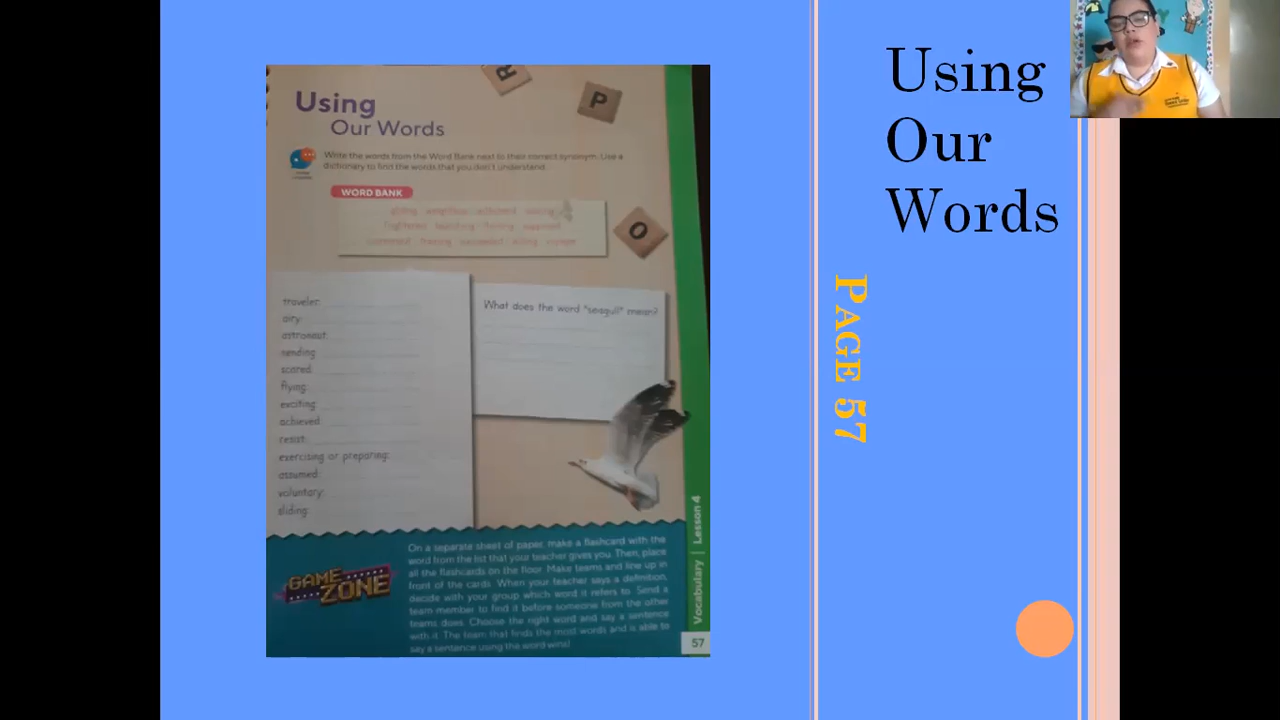 Using
Our Words
Write the words from the Word Bank next to their correct synonym. Use a
dictionary to find the words that you don't understand.
WORD BANK
gliding weightless
frightened
training
traveler:
airy:
astronaut:
sending:
scared:
flying:
exciting:
achieved:
resist:
exercising or preparing:
assumed:
voluntary:
sliding:
What does the word "seagull" mean?
R
P
O
GAME
ZONE
On a separate sheet of paper, make a flashcard with the
word from the list that your teacher gives you. Then, place
all the flashcards on the floor. Make teams and line up in
front of the cards. When your teacher says a definition,
decide with your group which word it refers to. Send a
team member to find it before someone from the other
teams does. Choose the right word and say a sentence
with it. The team that finds the most words and is able to
say a sentence using the word wins!
Vocabulary | Lesson 4
57
Using
Our
Words
PAGE 57